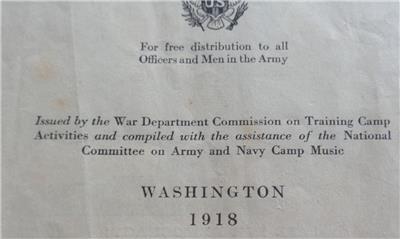 US
For free distribution to all
Officers and Men in the Army
Issued by the War Department Commission on Training Camp
Activities and compiled with the assistance of the National
Committee on Army and Navy Camp Music
WASHINGTON
1918